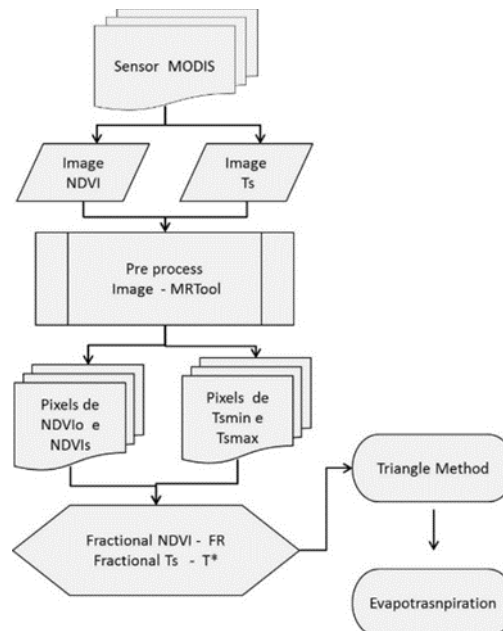 Sensor MODIS
Image
NDVI
Image
Ts
Pre process
Image - MRTool
Pixels de
NDVIo e
NDVIs
Pixels de
Tsmin e
Tsmax
Fractional NDVI - FR
Fractional Ts - T*
Triangle Method
Evapotrasnpiration